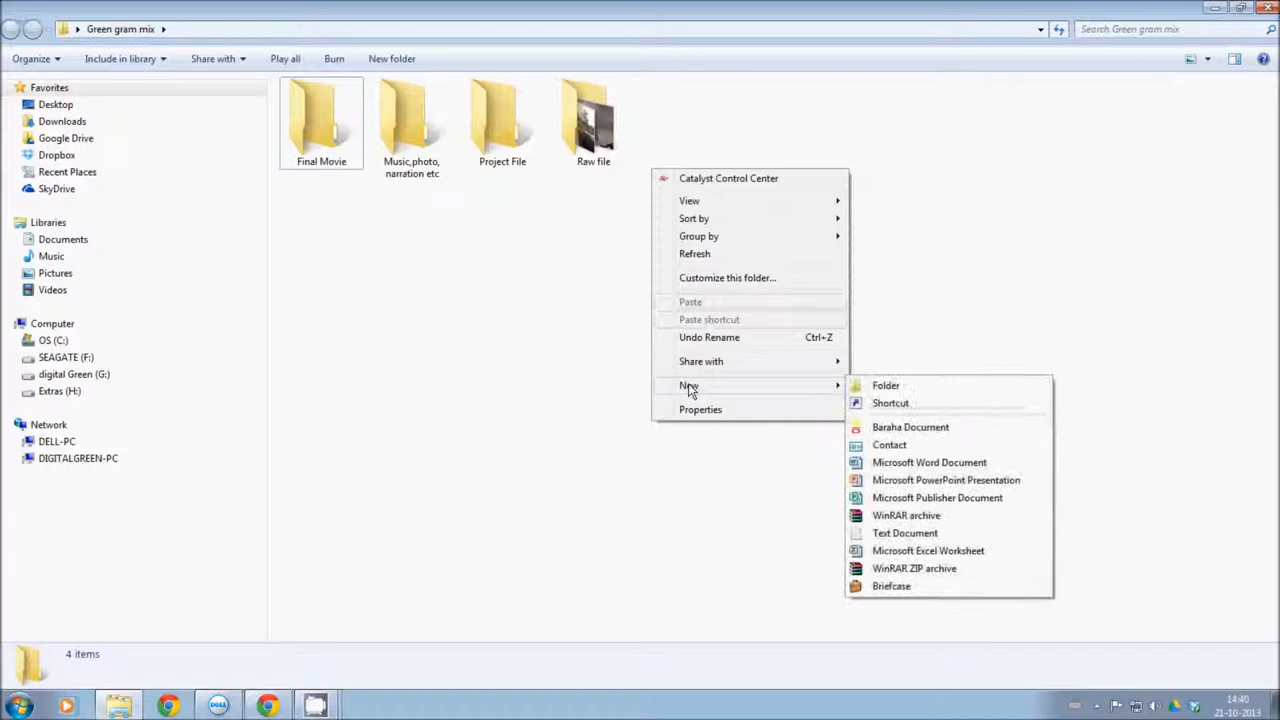 Green gram mix
Search Green gram mix
Organize Include in library Share with Play all Burn New folder
Favorites
Desktop
Downloads
Google Drive
Dropbox
Recent Places
SkyDrive
Libraries
Documents
Music
Pictures
Videos
Computer
OS (C:)
SEAGATE (F:)
digital Green (G:)
Extras (H:)
Network
DELL-PC
DIGITALGREEN-PC
Final Movie
Music,photo,
narration etc
Project File
Raw file
Catalyst Control Center
View
Sort by
Group by
Refresh
Customize this folder...
Paste
Paste shortcut
Undo Rename Ctrl+Z
Share with
New
Properties
Folder
Shortcut
Baraha Document
Contact
Microsoft Word Document
Microsoft PowerPoint Presentation
Microsoft Publisher Document
WinRAR archive
Text Document
Microsoft Excel Worksheet
WinRAR ZIP archive
Briefcase
4 items
DELL
14:40
21-10-2013